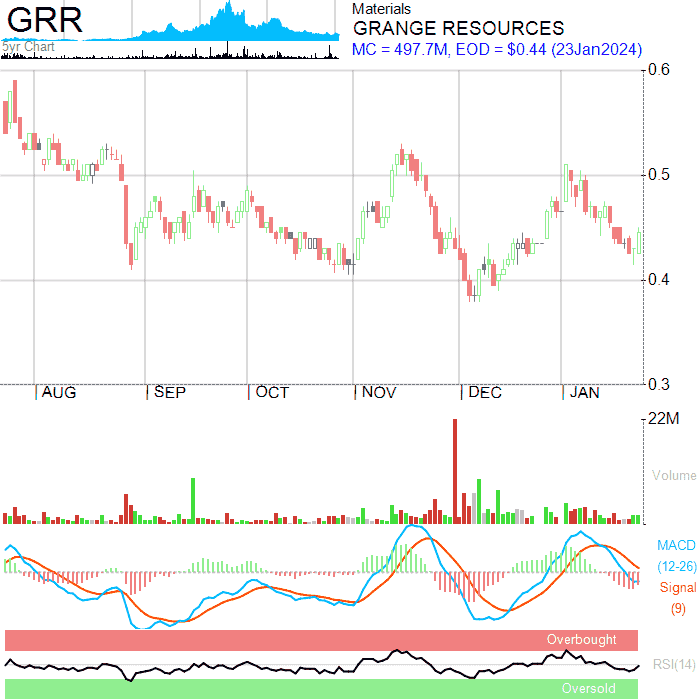 GRR
5yr Chart
Materials
GRANGE RESOURCES
MC = 497.7M, EOD = $0.44 (23Jan2024)
0.6
0.5
0.4
0.3
AUG SEP OCT NOV DEC JAN
22M
Volume
MACD
(12-26)
Signal
(9)
Overbought
RSI(14)
Oversold